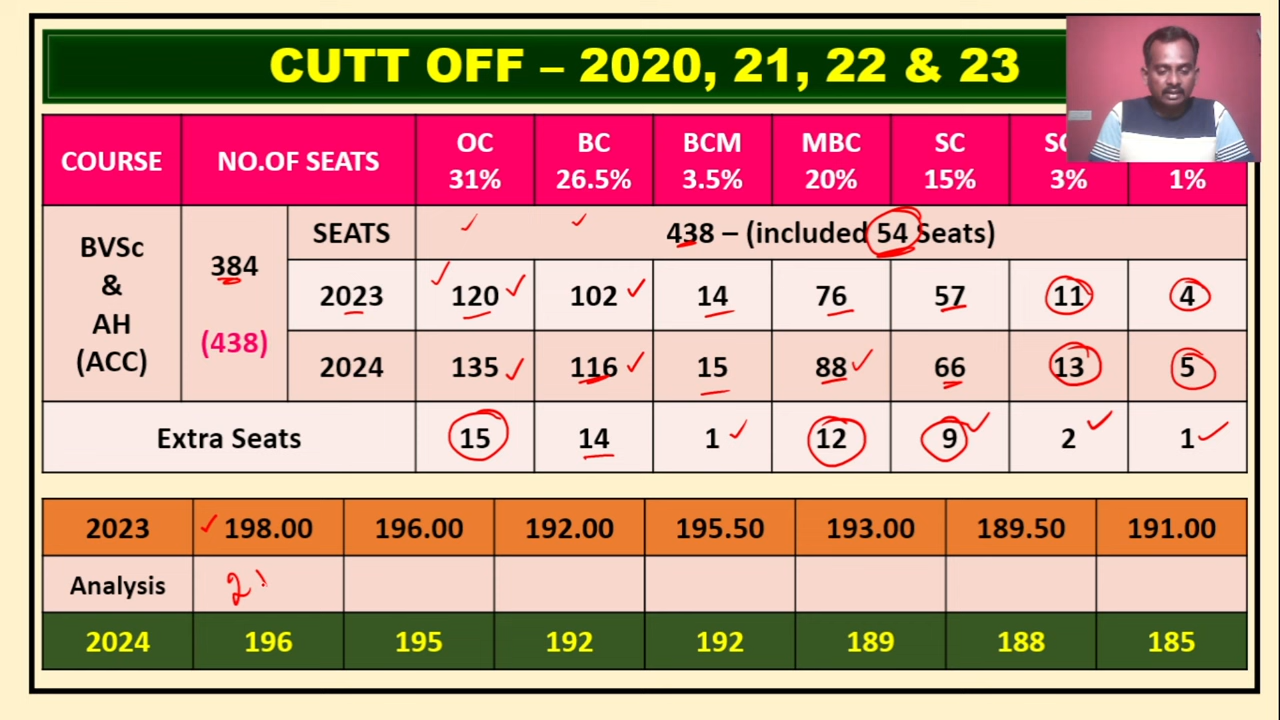 CUTT OFF – 2020, 21, 22 & 23
COURSE NO.OF SEATS OC 31% BC 26.5% BCM 3.5% MBC 20% SC 15% 3% 1%
BVSc & AH (ACC) 384 (438) SEATS 438 – (included 54 Seats)
2023 120 102 14 76 57 11 4
2024 135 116 15 88 66 13 5
Extra Seats 15 14 1 12 9 2 1
2023 198.00 196.00 192.00 195.50 193.00 189.50 191.00
Analysis 2
2024 196 195 192 192 189 188 185